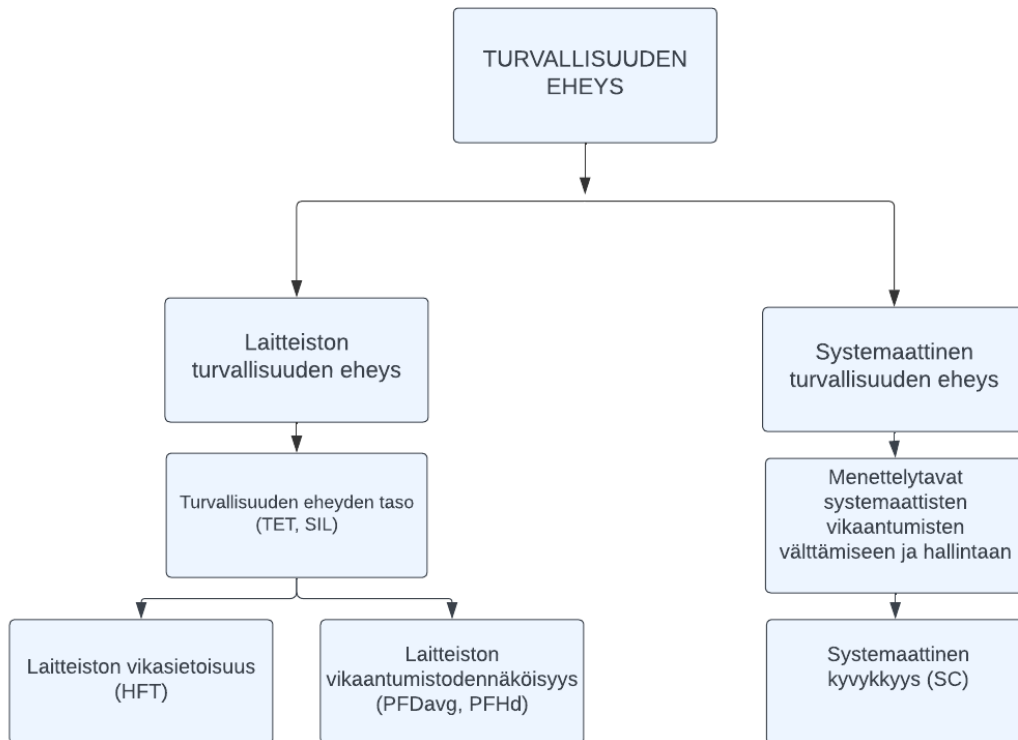 TURVALLISUUDEN
EHEYS
Laitteiston
turvallisuuden eheys
Systemaattinen
turvallisuuden eheys
Turvallisuuden eheyden taso
(TET, SIL)
Menettelytavat
systemaattisten
vikaantumisten
välttämiseen ja hallintaan
Laitteiston vikasietoisuus
(HFT)
Laitteiston
vikaantumistodennäköisyys
(PFDavg, PFHd)
Systemaattinen
kyvykkyys (SC)